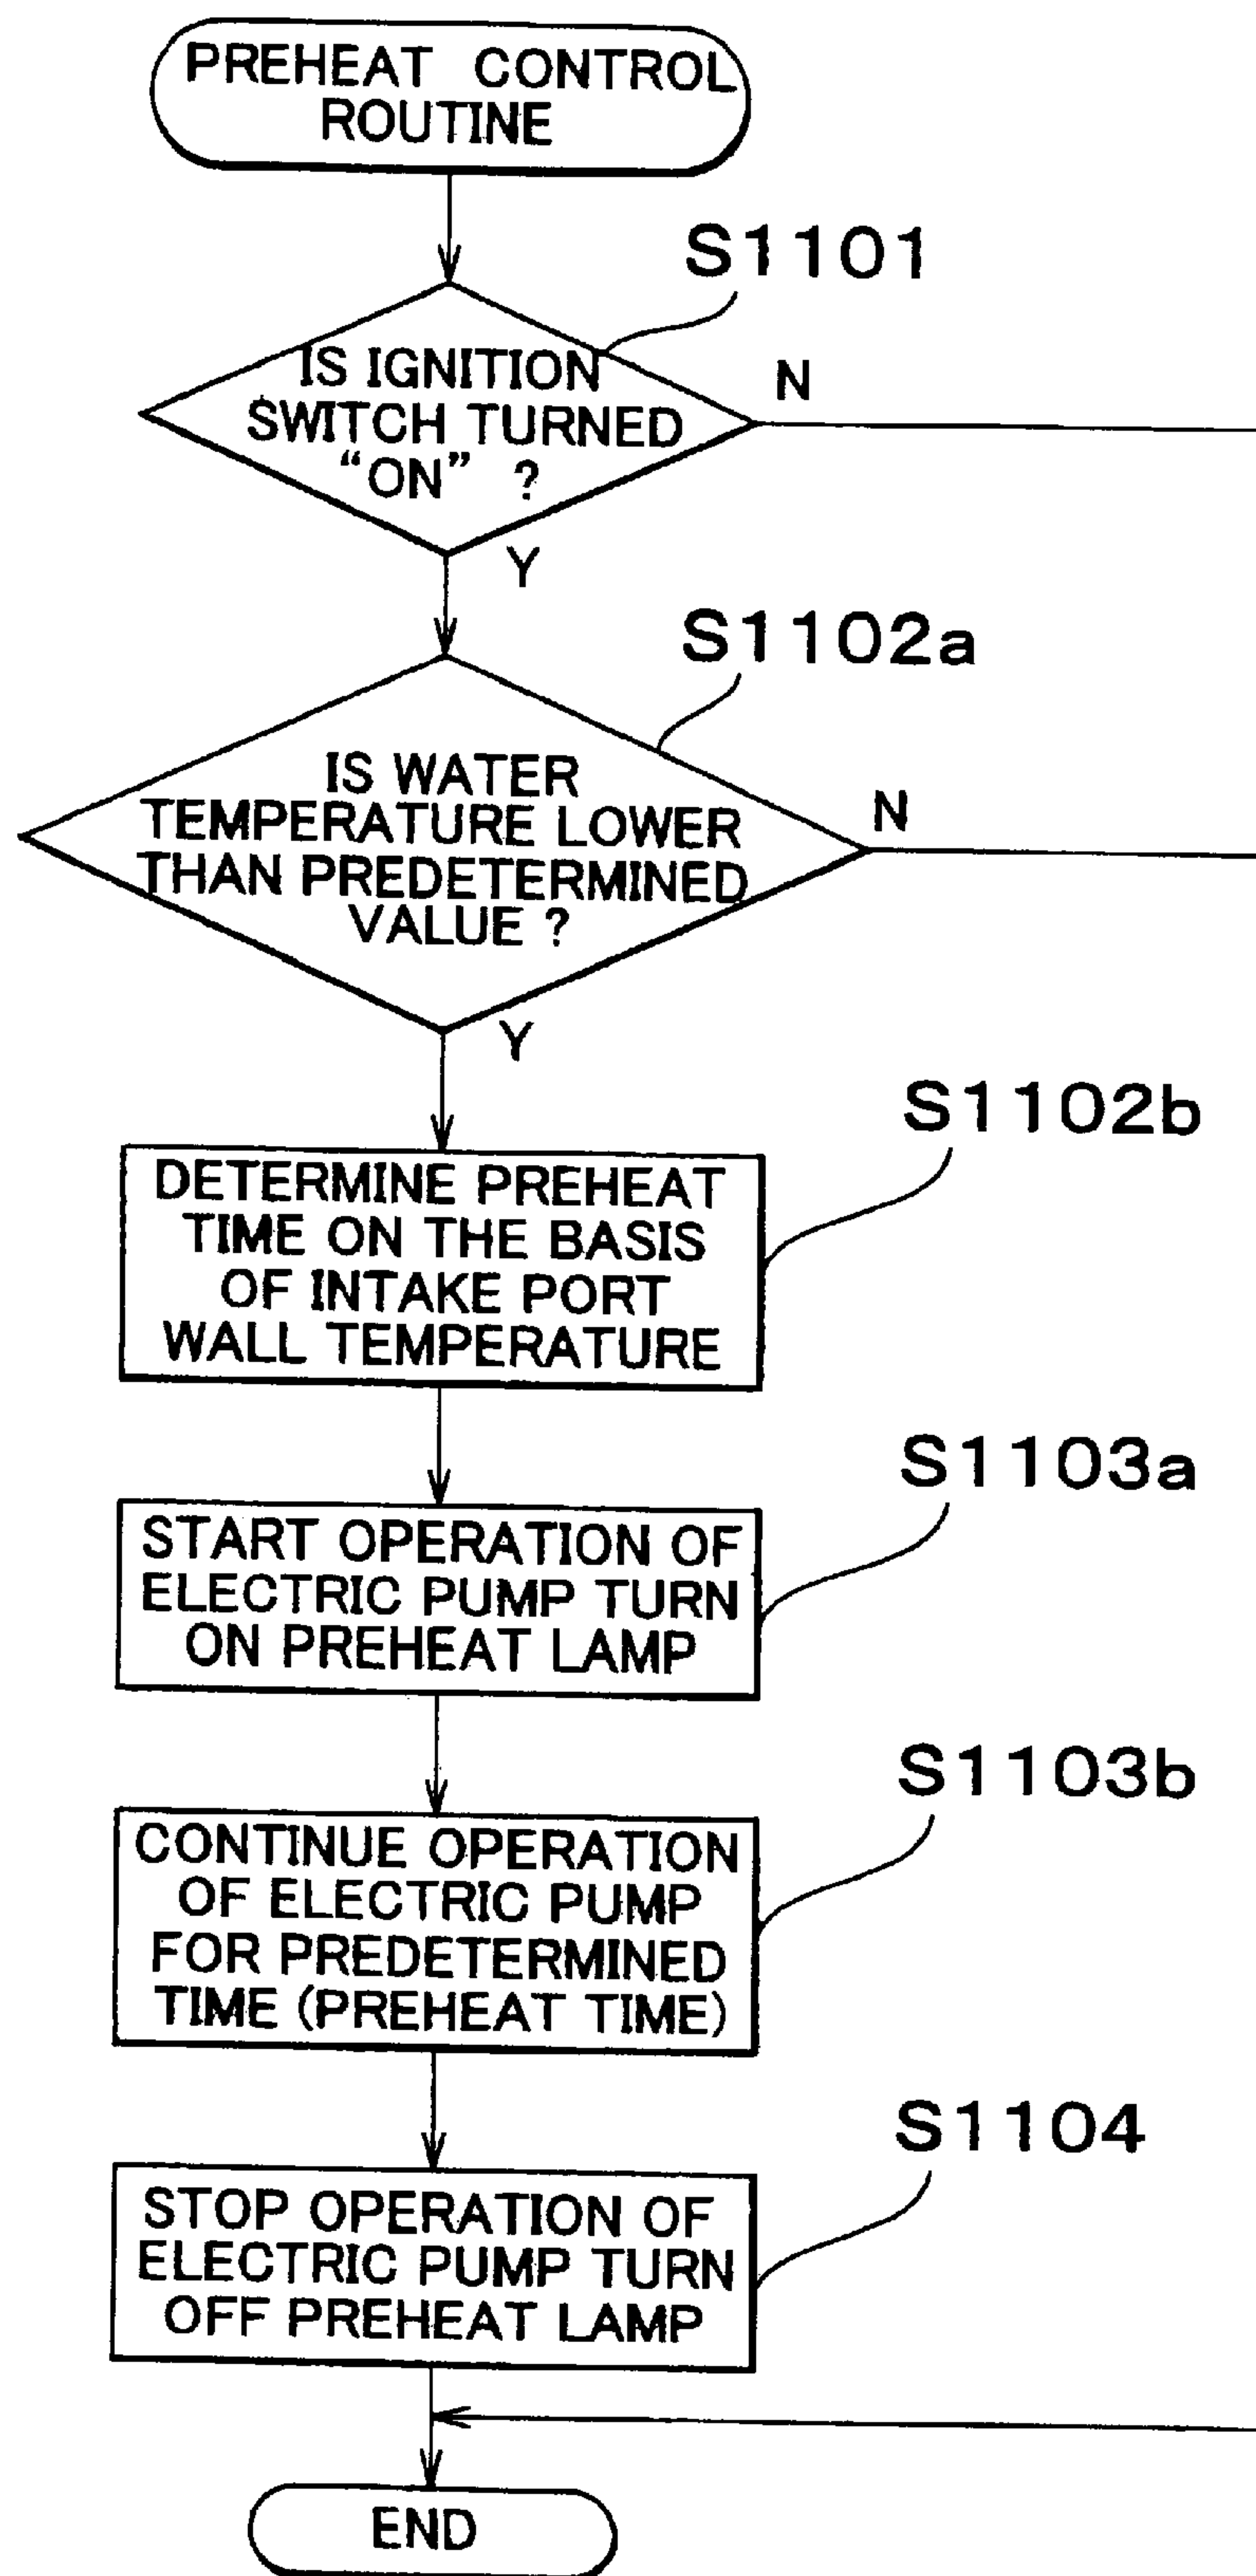 PREHEAT CONTROL
ROUTINE
S1101
IS IGNITION
SWITCH TURNED
“ON” ?
N
Y
S1102a
IS WATER
TEMPERATURE LOWER
THAN PREDETERMINED
VALUE ?
N
Y
S1102b
DETERMINE PREHEAT
TIME ON THE BASIS
OF INTAKE PORT
WALL TEMPERATURE
S1103a
START OPERATION OF
ELECTRIC PUMP TURN
ON PREHEAT LAMP
S1103b
CONTINUE OPERATION
OF ELECTRIC PUMP
FOR PREDETERMINED
TIME (PREHEAT TIME)
S1104
STOP OPERATION OF
ELECTRIC PUMP TURN
OFF PREHEAT LAMP
END